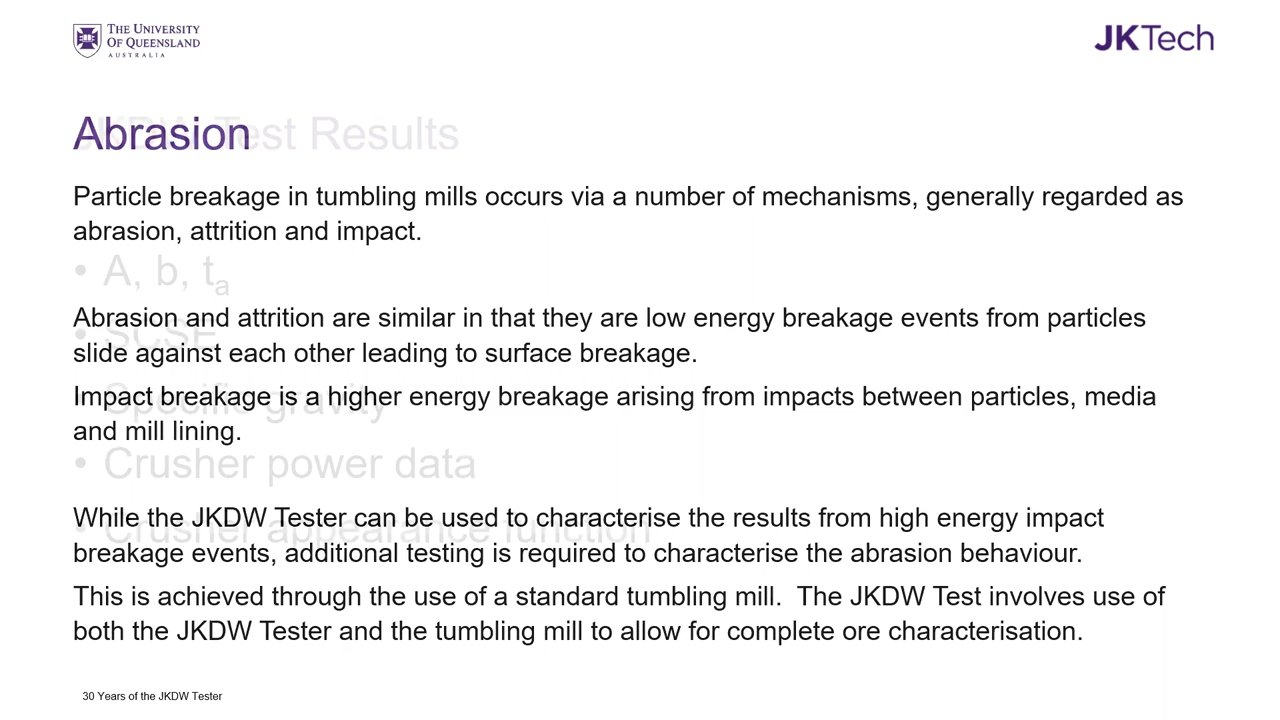 THE UNIVERSITY
OF QUEENSLAND
AUSTRALIA
JKTech
Abrasion
JKDW Test Results
Particle breakage in tumbling mills occurs via a number of mechanisms, generally regarded as
abrasion, attrition and impact.
• A, b, ta
Abrasion and attrition are similar in that they are low energy breakage events from particles
• SCSE
slide against each other leading to surface breakage.
Impact breakage is a higher energy breakage arising from impacts between particles, media
• Specific gravity
and mill lining.
• Crusher power data
While the JKDW Tester can be used to characterise the results from high energy impact
• Crusher appearance function
breakage events, additional testing is required to characterise the abrasion behaviour.
This is achieved through the use of a standard tumbling mill.  The JKDW Test involves use of
both the JKDW Tester and the tumbling mill to allow for complete ore characterisation.
30 Years of the JKDW Tester